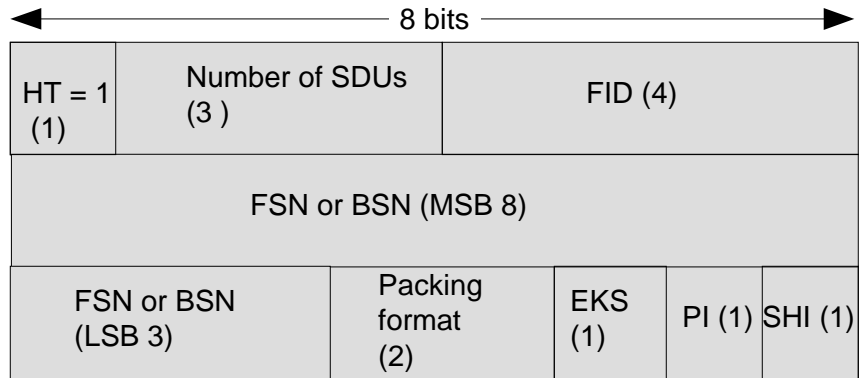 8 bits
HT = 1
(1)
Number of SDUs
(3 )
FID (4)
FSN or BSN (MSB 8)
FSN or BSN
(LSB 3)
Packing
format
(2)
EKS
(1)
PI (1)
SHI (1)